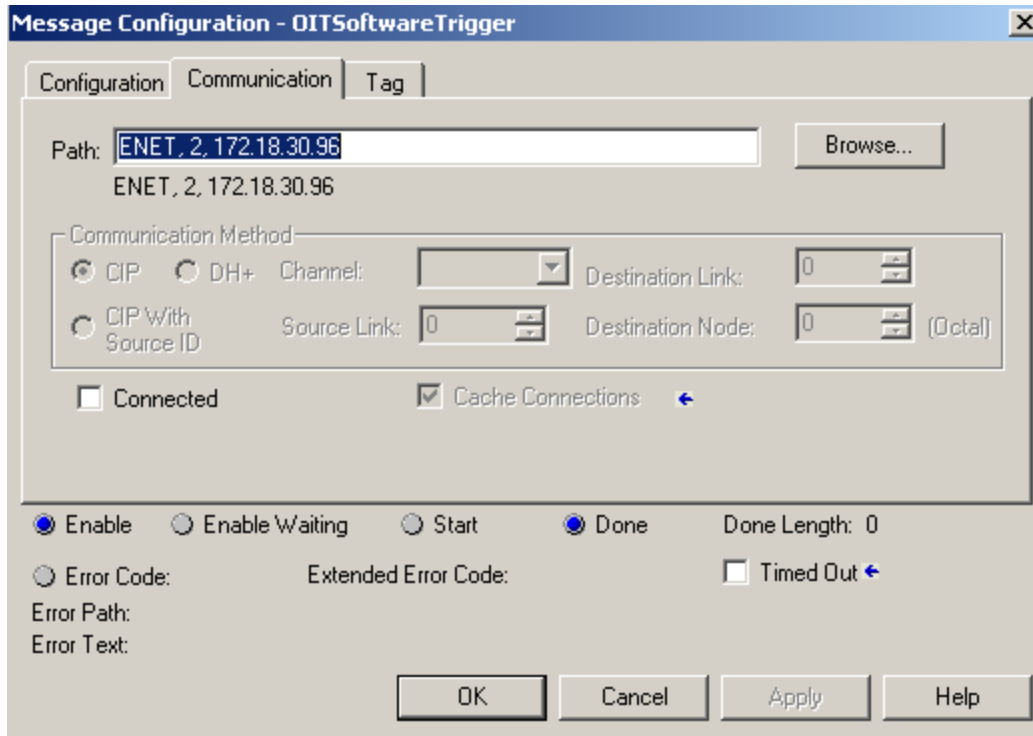 Message Configuration - OITSoftwareTrigger
Configuration Communication Tag
Path: ENET, 2, 172.18.30.96 Browse...
ENET, 2, 172.18.30.96
Communication Method
CIP DH+ Channel: Destination Link: 0
CIP With Source ID Source Link: 0 Destination Node: 0 (Octal)
Connected Cache Connections
Enable Enable Waiting Start Done Done Length: 0
Error Code: Extended Error Code: Timed Out
Error Path:
Error Text:
OK Cancel Apply Help